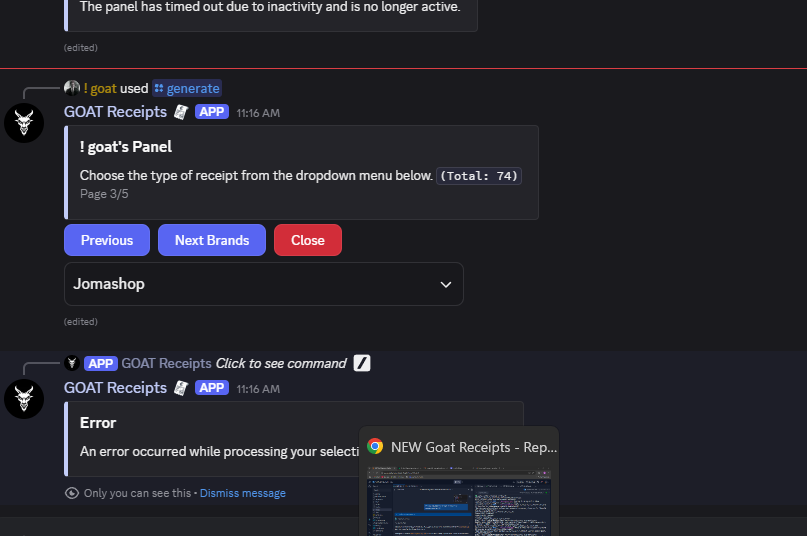 The panel has timed out due to inactivity and is no longer active.
(edited)
! goat used generate
GOAT Receipts APP 11:16 AM
! goat's Panel
Choose the type of receipt from the dropdown menu below. (Total: 74)
Page 3/5
Previous Next Brands Close
Jomashop
(edited)
APP GOAT Receipts Click to see command
GOAT Receipts APP 11:16 AM
Error
An error occurred while processing your selecti
NEW Goat Receipts - Rep...
Only you can see this • Dismiss message